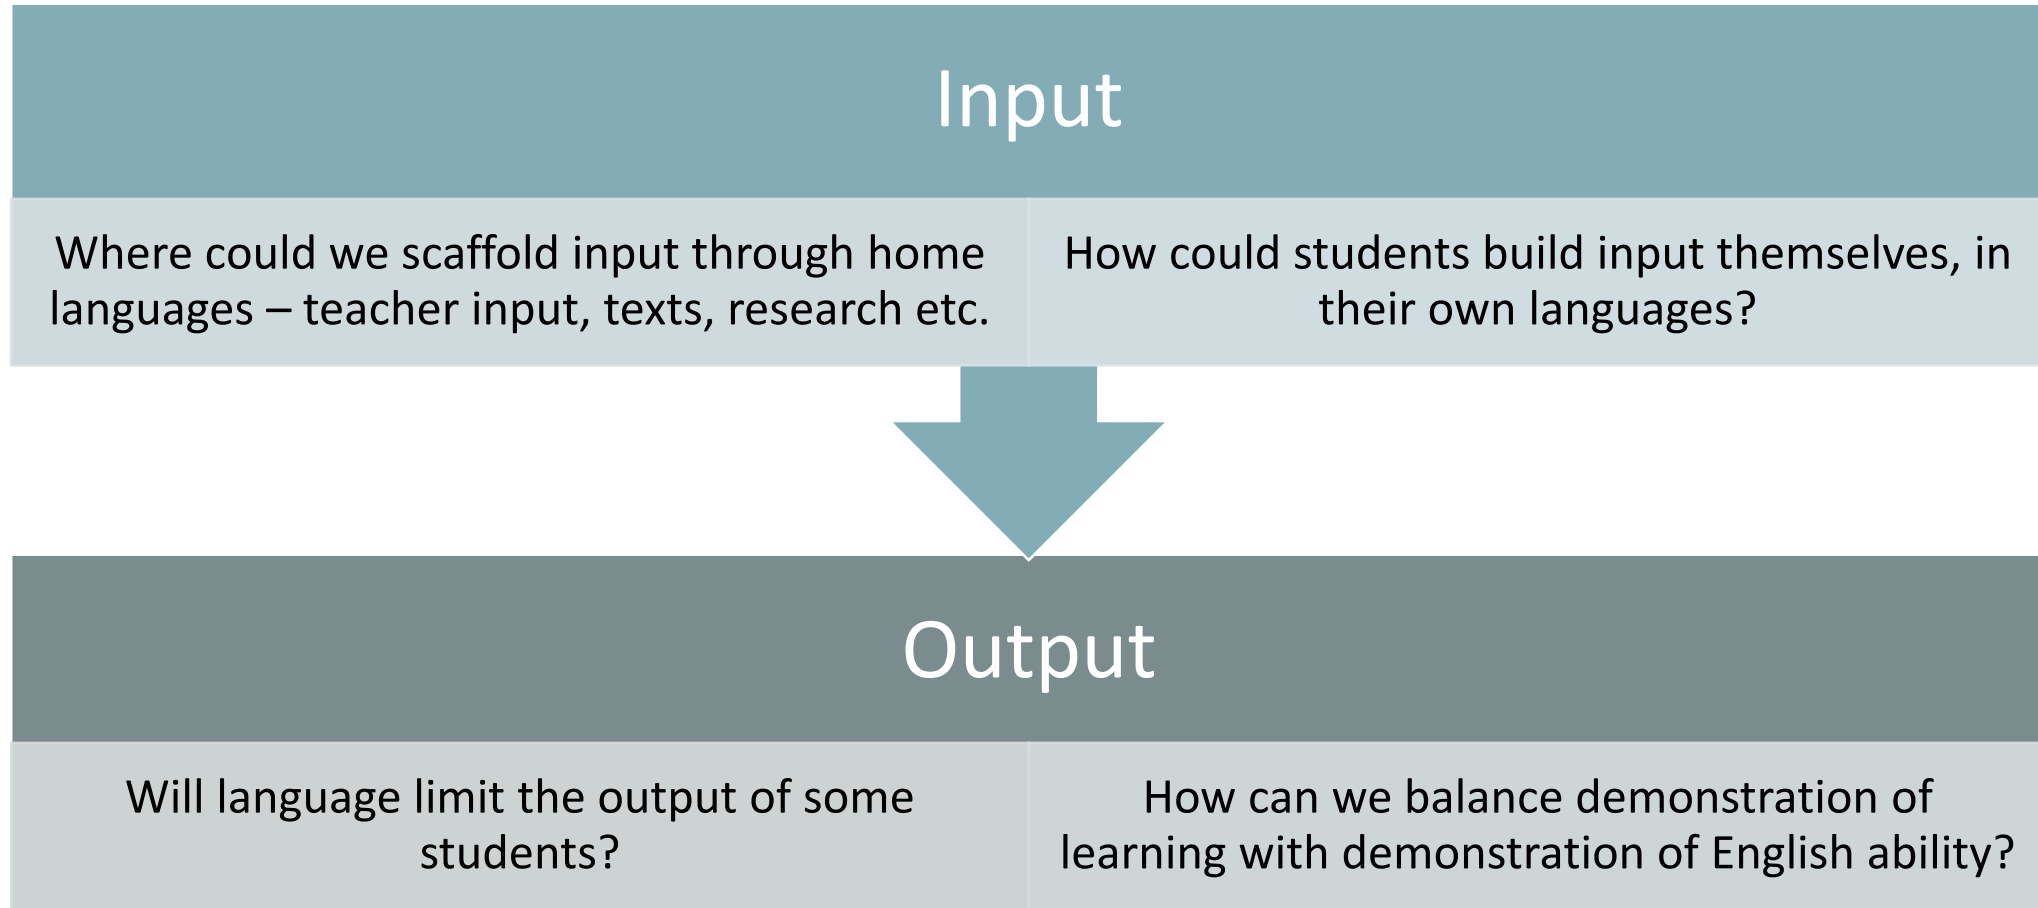 Input
Where could we scaffold input through home
languages – teacher input, texts, research etc.
How could students build input themselves, in
their own languages?
Output
Will language limit the output of some
students?
How can we balance demonstration of
learning with demonstration of English ability?